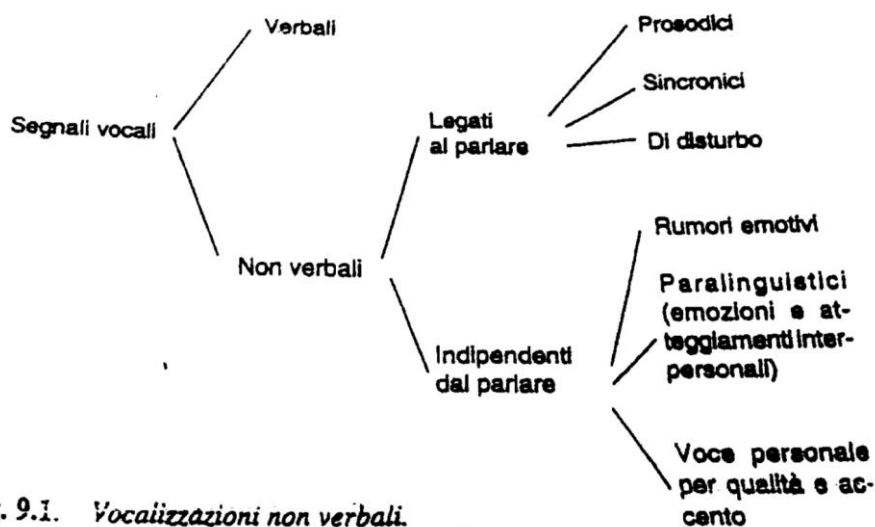 Segnali vocali
Verbali
Non verbali
Legati
al parlare
Prosodici
Sincronici
Di disturbo
Indipendenti
dal parlare
Rumori emotivi
Paralinguistici
(emozioni e at-
teggiamenti inter-
personali)
Voce personale
per qualità e ac-
cento
. 9.1. Vocalizzazioni non verbali.